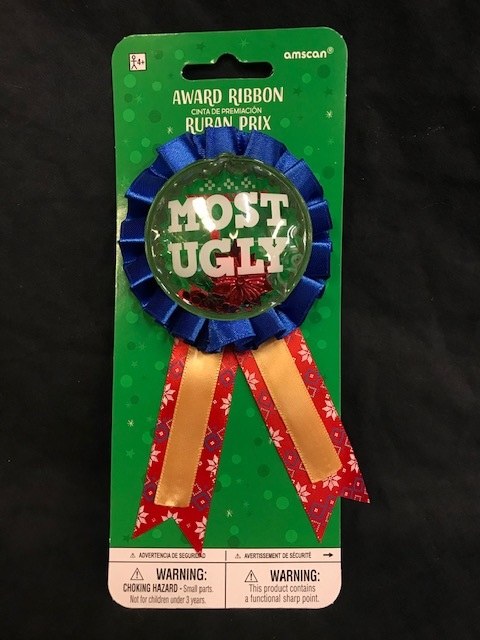 4+
amscan®
AWARD RIBBON
CINTA DE PREMIACIÓN
RUBAN PRIX
MOST
UGLY
⚠ ADVERTENCIA DE SEGURIDAD
⚠ AVERTISSEMENT DE SÉCURITÉ →
⚠ WARNING:
CHOKING HAZARD - Small parts.
Not for children under 3 years.
⚠ WARNING:
This product contains
a functional sharp point.